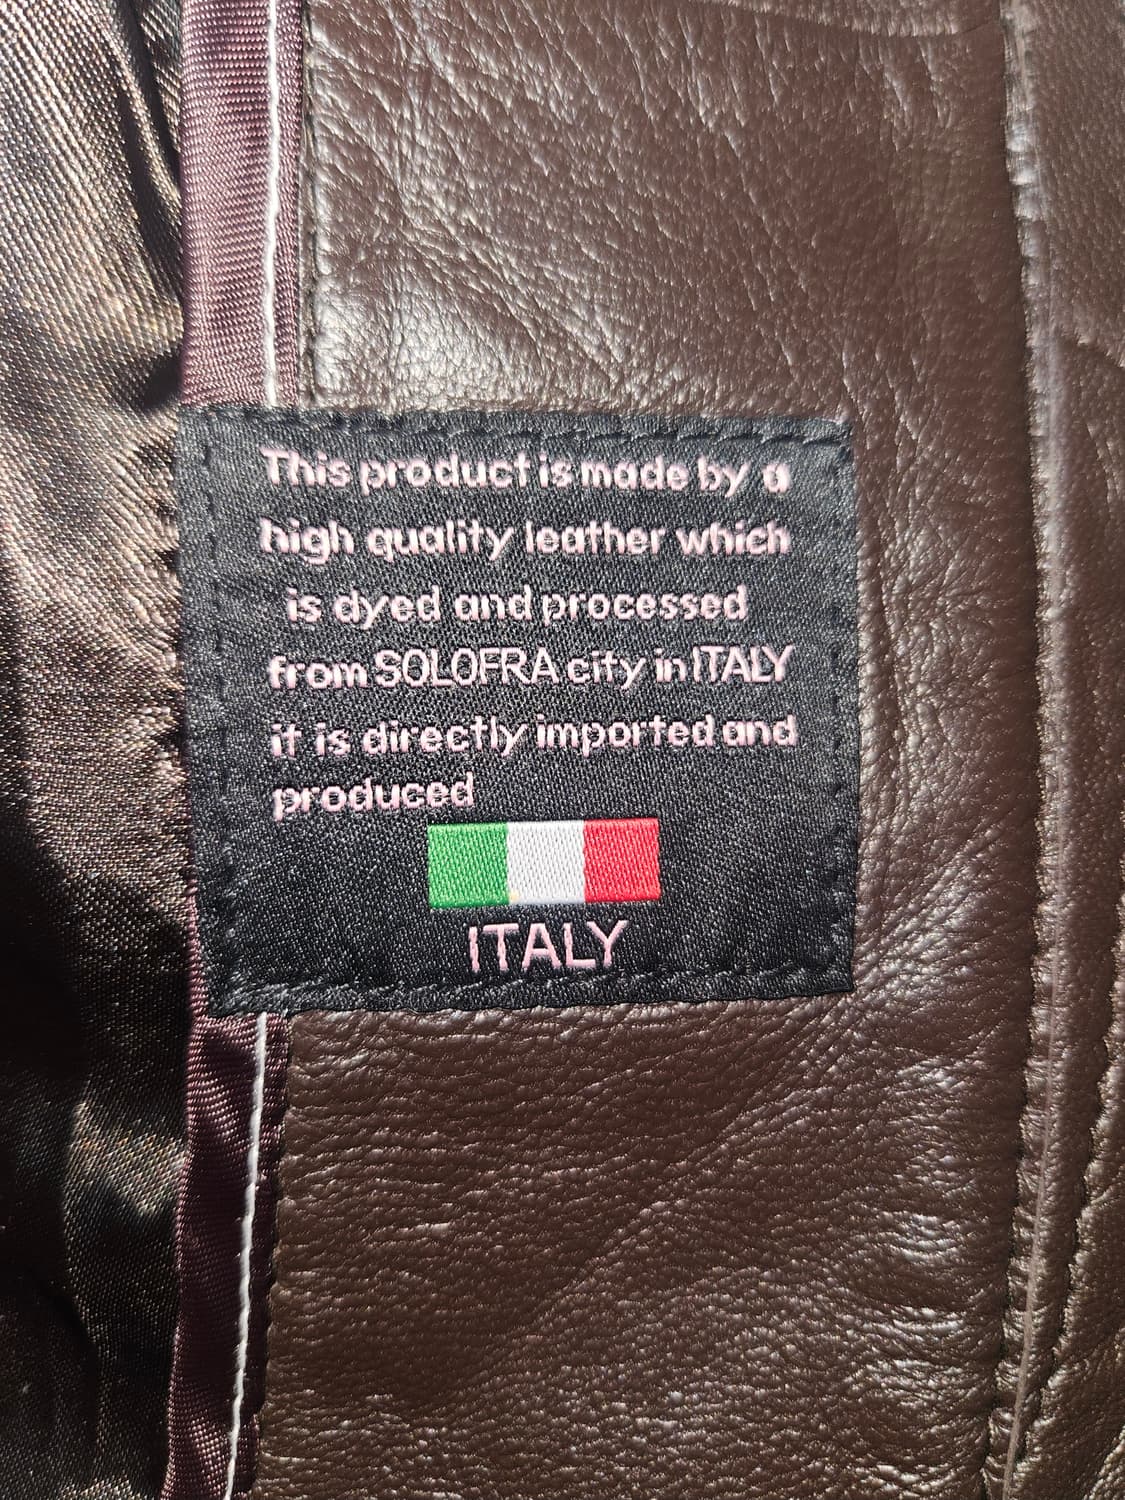 This product is made by a
high quality leather which
is dyed and processed
from SOLOFRA city in ITALY
it is directly imported and
produced
ITALY